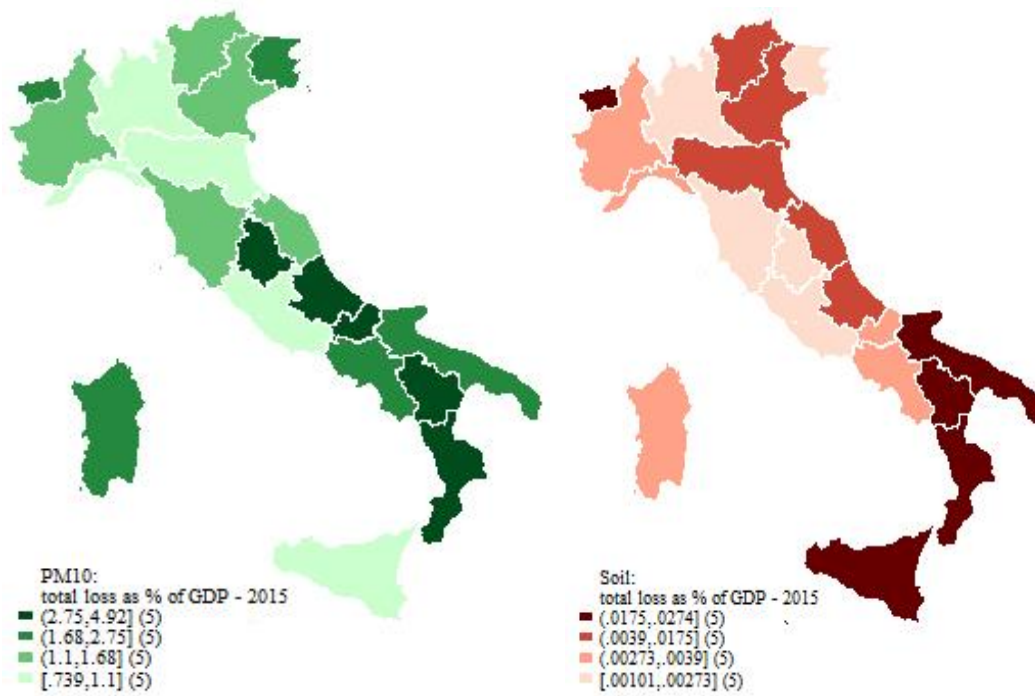 PM10:
total loss as % of GDP - 2015
(2.75,4.92] (5)
(1.68,2.75] (5)
(1.1,1.68] (5)
[.739,1.1] (5)
Soil:
total loss as % of GDP - 2015
(.0175,.0274] (5)
(.0039,.0175] (5)
(.00273,.0039] (5)
[.00101,.00273] (5)